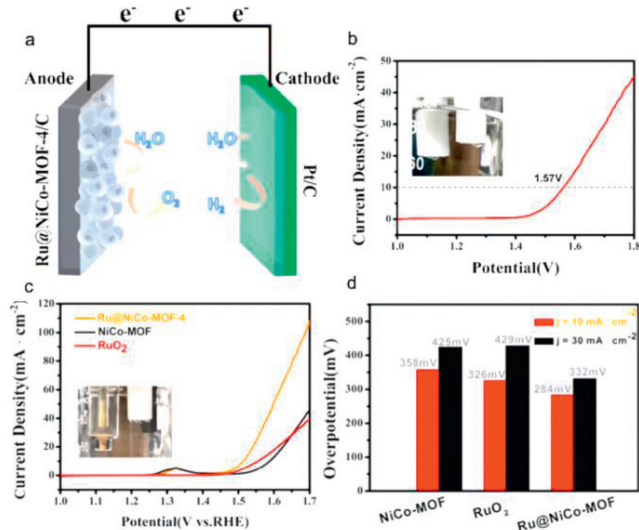 a
e⁻ e⁻ e⁻
Anode
Cathode
Ru@NiCo-MOF-4/C
H₂O
O₂
H₂O
H₂
Pt/C
b
Current Density(mA·cm⁻²)
50
40
30
20
10
0
1.57V
1.0 1.2 1.4 1.6 1.8
Potential(V)
c
Current Density(mA · cm⁻²)
120
100
80
60
40
20
0
Ru@NiCo-MOF-4
NiCo-MOF
RuO₂
1.0 1.1 1.2 1.3 1.4 1.5 1.6 1.7
Potential(V vs.RHE)
d
Overpotential(mV)
600
500
400
300
200
100
0
j = 10 mA cm⁻²
j = 30 mA cm⁻²
358mV
425mV
326mV
429mV
284mV
332mV
NiCo-MOF
RuO₂
Ru@NiCo-MOF